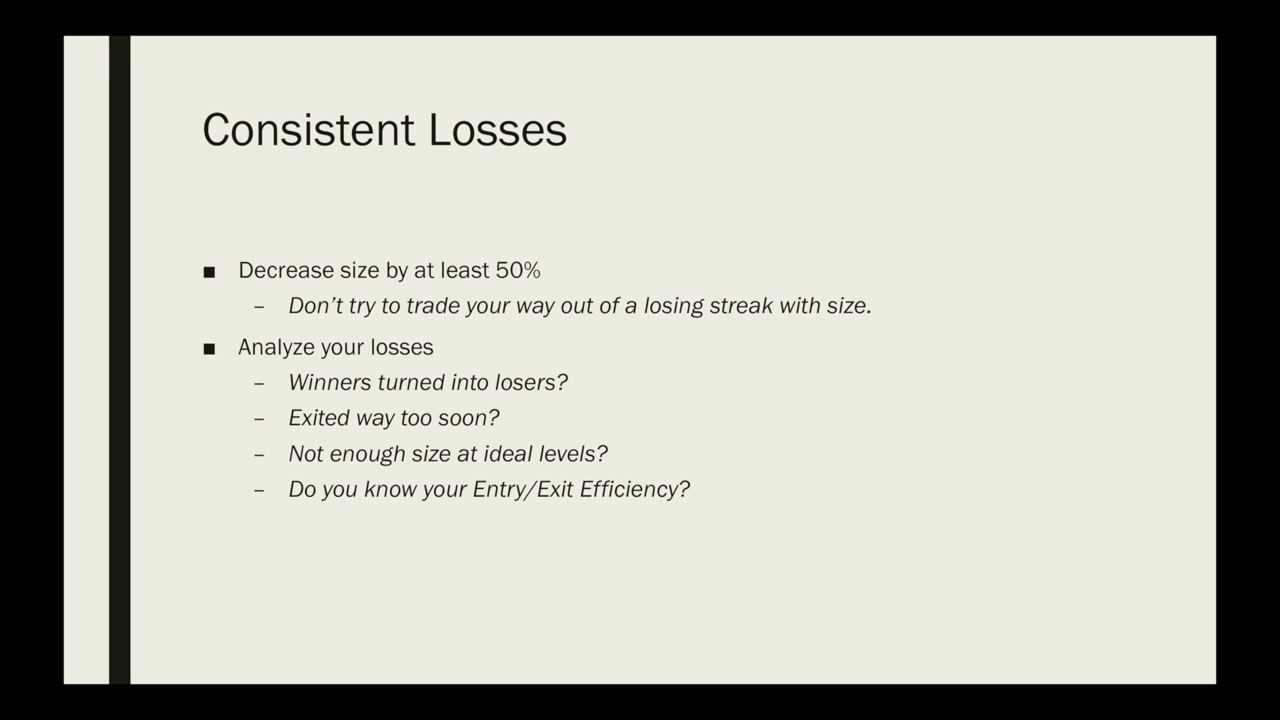 Consistent Losses
■ Decrease size by at least 50%
– Don’t try to trade your way out of a losing streak with size.
■ Analyze your losses
– Winners turned into losers?
– Exited way too soon?
– Not enough size at ideal levels?
– Do you know your Entry/Exit Efficiency?